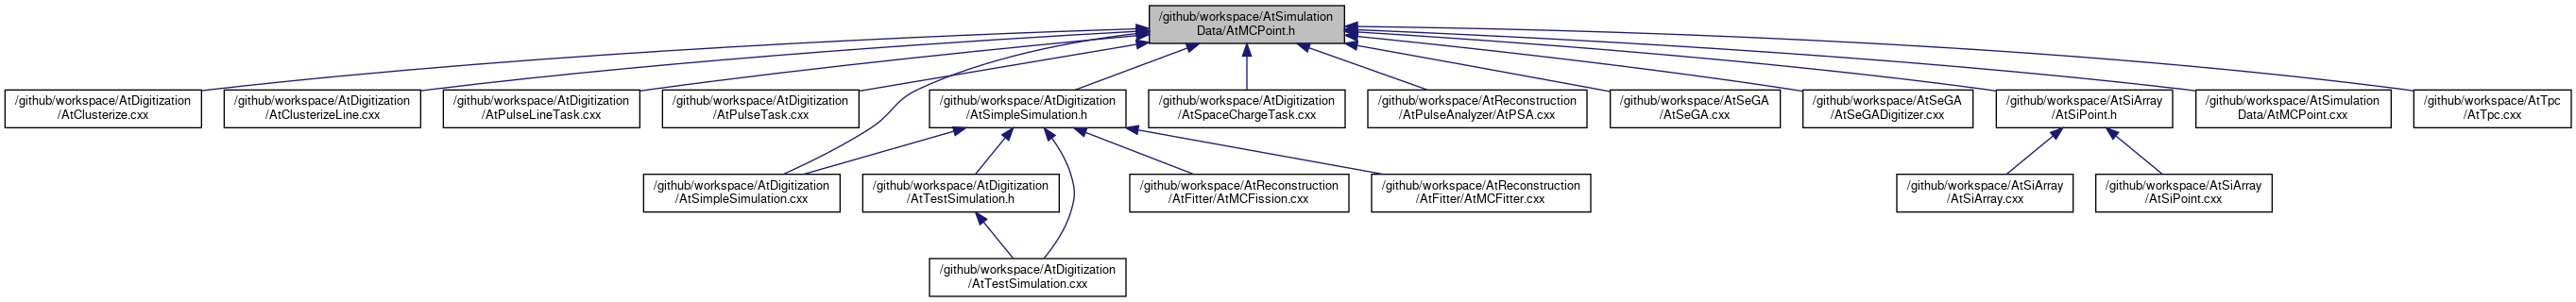 /github/workspace/AtSimulation
Data/AtMCPoint.h
/github/workspace/AtDigitization
/AtClusterize.cxx
/github/workspace/AtDigitization
/AtClusterizeLine.cxx
/github/workspace/AtDigitization
/AtPulseLineTask.cxx
/github/workspace/AtDigitization
/AtPulseTask.cxx
/github/workspace/AtDigitization
/AtSimpleSimulation.h
/github/workspace/AtDigitization
/AtSpaceChargeTask.cxx
/github/workspace/AtReconstruction
/AtPulseAnalyzer/AtPSA.cxx
/github/workspace/AtSeGA
/AtSeGA.cxx
/github/workspace/AtSeGA
/AtSeGADigitizer.cxx
/github/workspace/AtSiArray
/AtSiPoint.h
/github/workspace/AtSimulation
Data/AtMCPoint.cxx
/github/workspace/AtTpc
/AtTpc.cxx
/github/workspace/AtDigitization
/AtSimpleSimulation.cxx
/github/workspace/AtDigitization
/AtTestSimulation.h
/github/workspace/AtReconstruction
/AtFitter/AtMCFission.cxx
/github/workspace/AtReconstruction
/AtFitter/AtMCFitter.cxx
/github/workspace/AtSiArray
/AtSiArray.cxx
/github/workspace/AtSiArray
/AtSiPoint.cxx
/github/workspace/AtDigitization
/AtTestSimulation.cxx